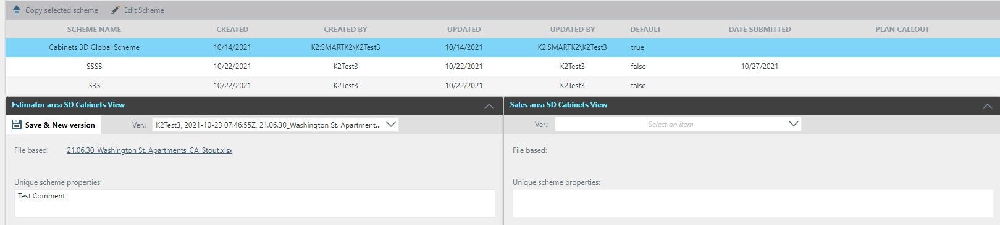 Copy selected scheme Edit Scheme
SCHEME NAME CREATED CREATED BY UPDATED UPDATED BY DEFAULT DATE SUBMITTED PLAN CALLOUT
Cabinets 3D Global Scheme 10/14/2021 K2:SMARTK2\K2Test3 10/14/2021 K2:SMARTK2\K2Test3 true
SSSS 10/22/2021 K2Test3 10/22/2021 K2Test3 false 10/27/2021
333 10/22/2021 K2Test3 10/22/2021 K2Test3 false
Estimator area SD Cabinets View
Save & New version Ver.: K2Test3, 2021-10-23 07:46:55Z, 21.06.30_Washington St. Apartment...
File based: 21.06.30_Washington St. Apartments_CA_Stout.xlsx
Unique scheme properties:
Test Comment
Sales area SD Cabinets View
Ver.: Select an item
File based:
Unique scheme properties: